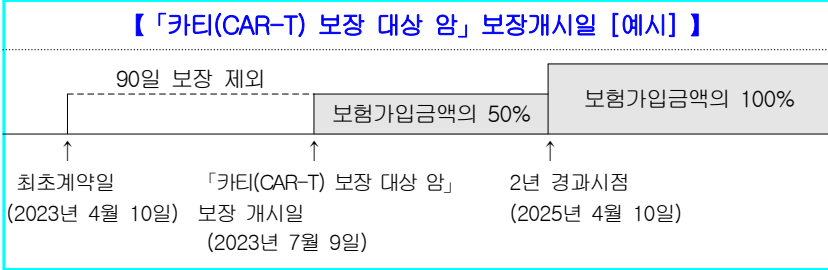 【「카티(CAR-T) 보장 대상 암」 보장개시일 [예시] 】
90일 보장 제외
보험가입금액의 50%
보험가입금액의 100%
↑ ↑ ↑
최초계약일 「카티(CAR-T) 보장 대상 암」 2년 경과시점
(2023년 4월 10일) 보장 개시일 (2025년 4월 10일)
(2023년 7월 9일)